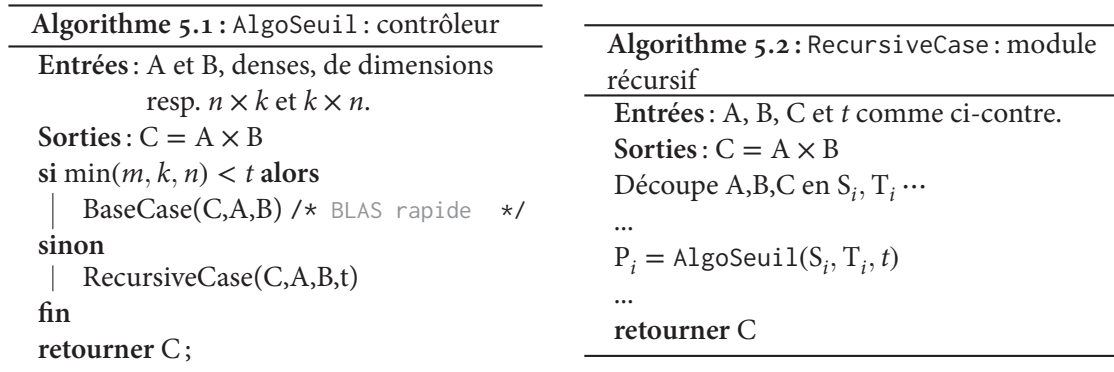 Algorithme 5.1 : AlgoSeuil : contrôleur
Entrées : A et B, denses, de dimensions
resp. n × k et k × n.
Sorties : C = A × B
si min(m, k, n) < t alors
BaseCase(C,A,B) /* BLAS rapide */
sinon
RecursiveCase(C,A,B,t)
fin
retourner C ;
Algorithme 5.2 : RecursiveCase : module
récursif
Entrées : A, B, C et t comme ci-contre.
Sorties : C = A × B
Découpe A,B,C en Sᵢ, Tᵢ ⋯
...
Pᵢ = AlgoSeuil(Sᵢ, Tᵢ, t)
...
retourner C